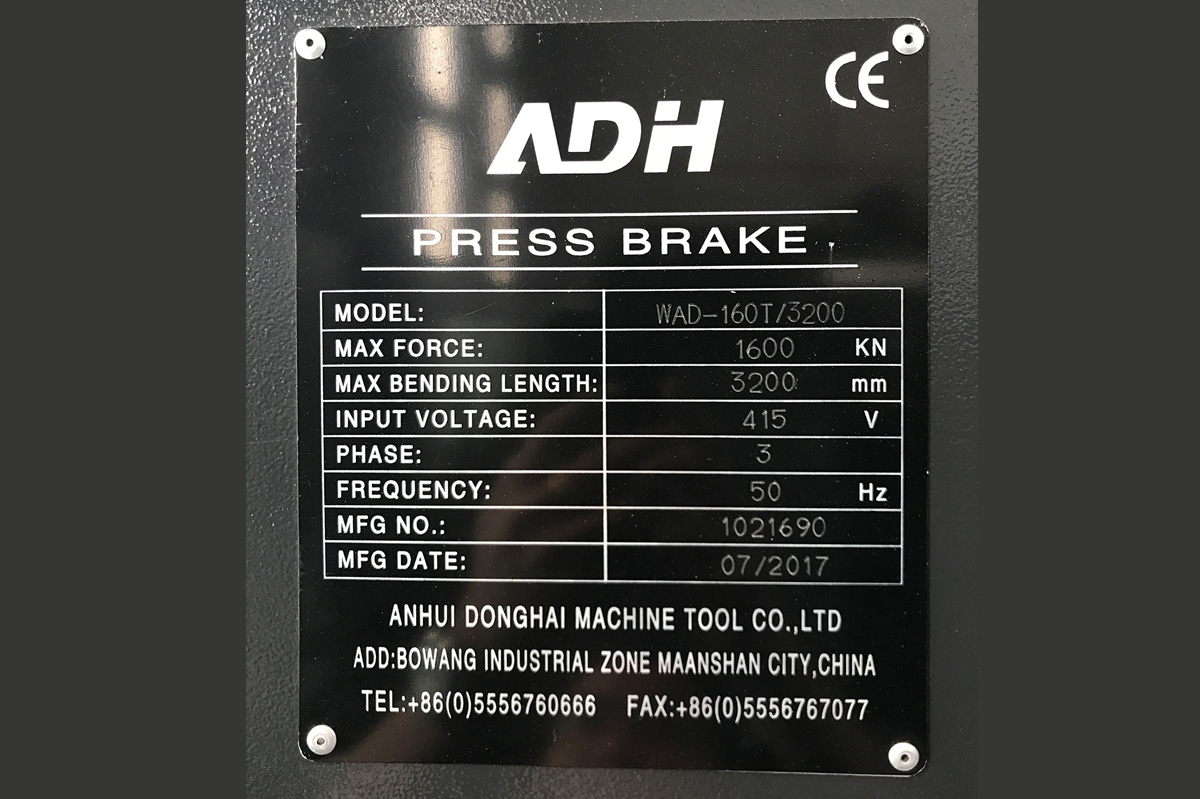 CE
ADH
PRESS BRAKE
MODEL: WAD-160T/3200
MAX FORCE: 1600 KN
MAX BENDING LENGTH: 3200 mm
INPUT VOLTAGE: 415 V
PHASE: 3
FREQUENCY: 50 Hz
MFG NO.: 1021690
MFG DATE: 07/2017
ANHUI DONGHAI MACHINE TOOL CO.,LTD
ADD:BOWANG INDUSTRIAL ZONE MAANSHAN CITY,CHINA
TEL:+86(0)5556760666 FAX:+86(0)5556767077